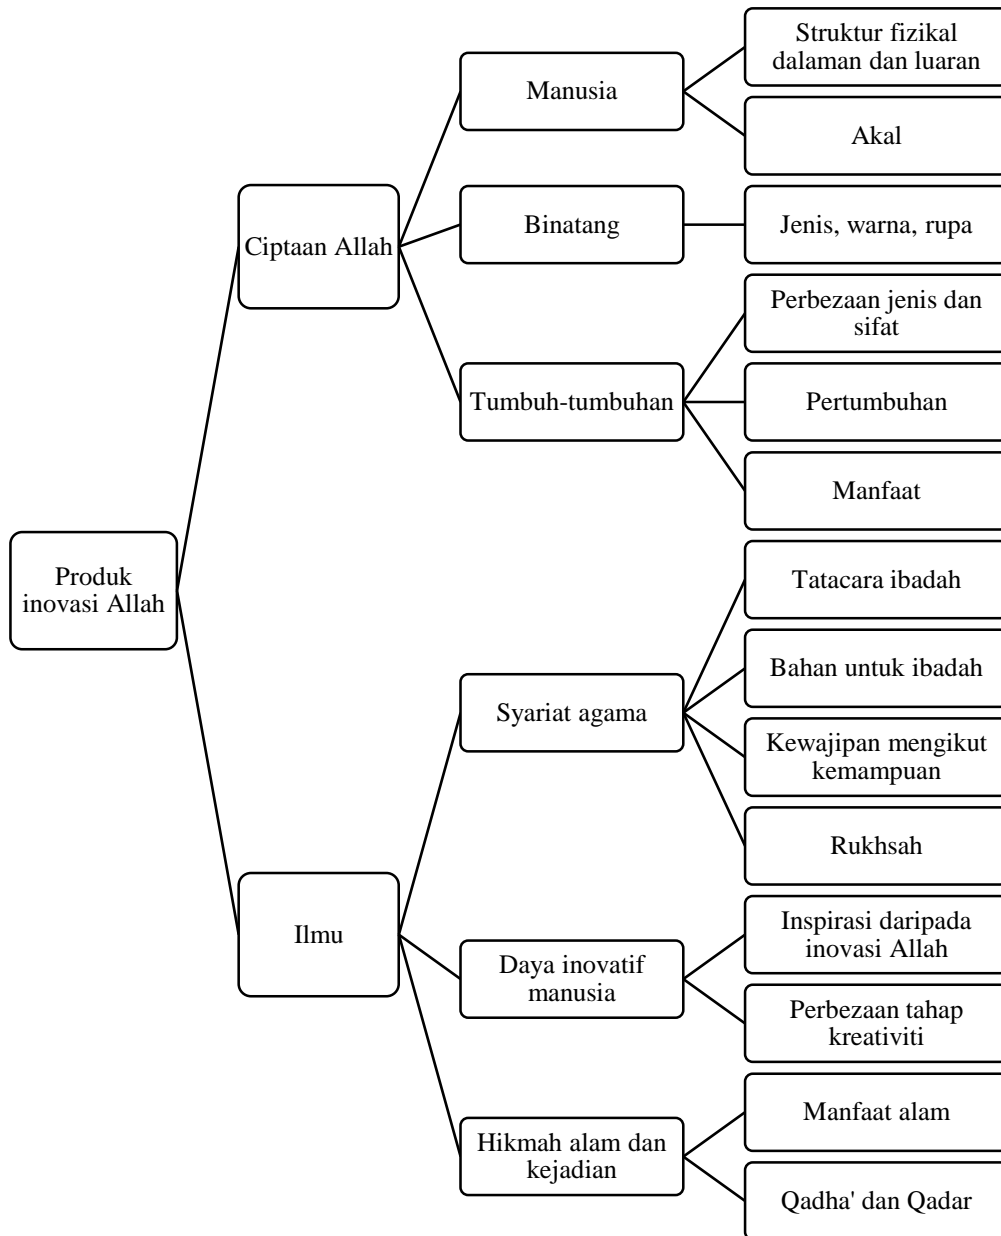 Produk
inovasi Allah
Ciptaan Allah
Manusia
Struktur fizikal
dalaman dan luaran
Akal
Binatang
Jenis, warna, rupa
Tumbuh-tumbuhan
Perbezaan jenis dan
sifat
Pertumbuhan
Manfaat
Ilmu
Syariat agama
Tatacara ibadah
Bahan untuk ibadah
Kewajipan mengikut
kemampuan
Rukhsah
Daya inovatif
manusia
Inspirasi daripada
inovasi Allah
Perbezaan tahap
kreativiti
Hikmah alam dan
kejadian
Manfaat alam
Qadha' dan Qadar